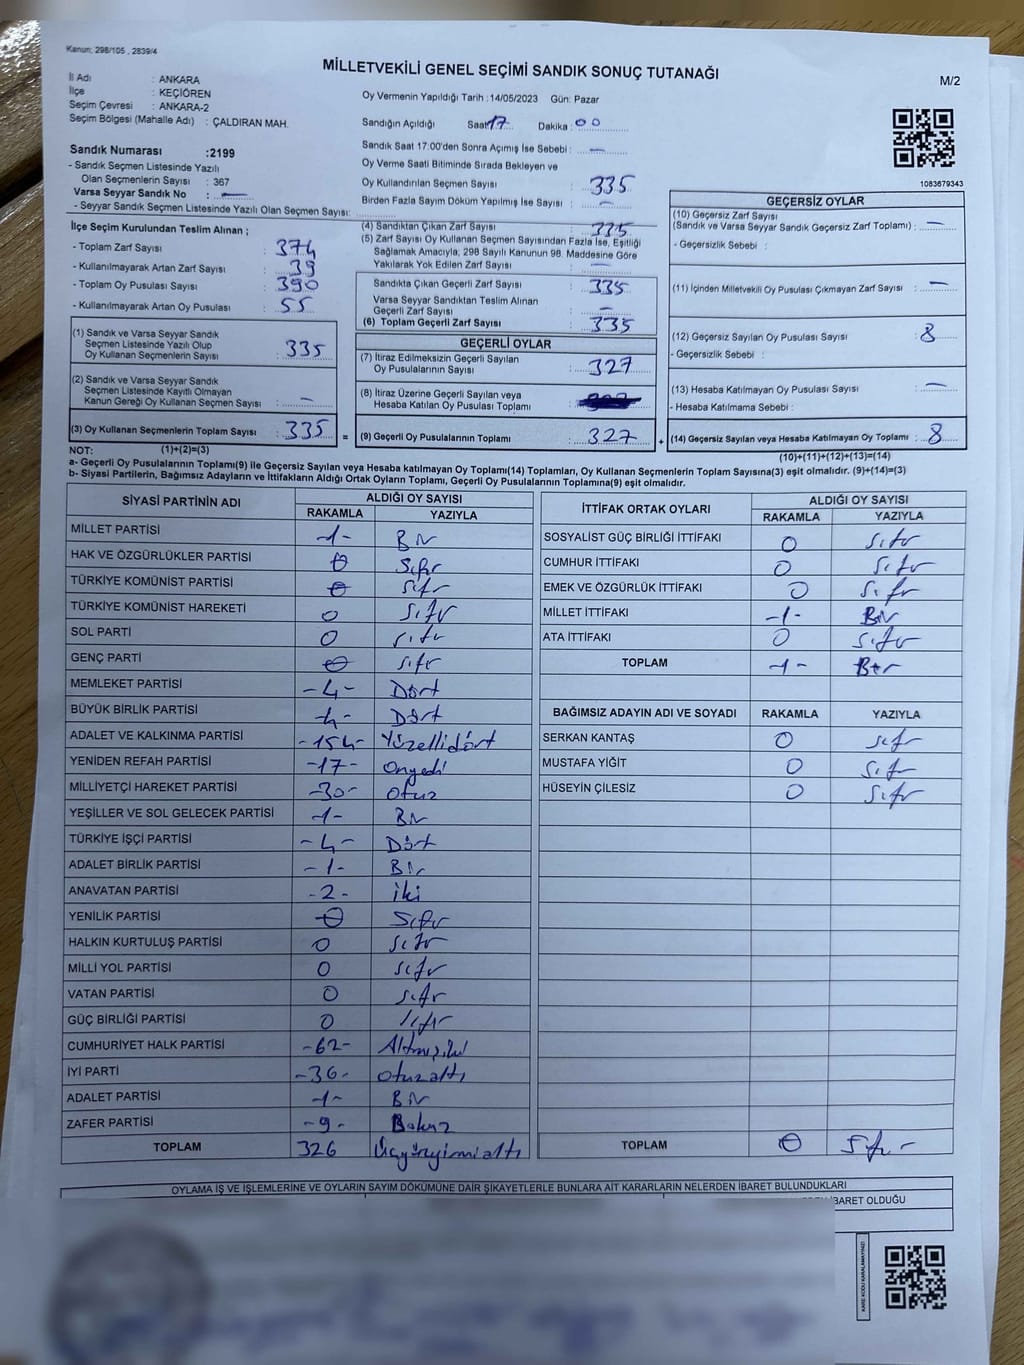 Kanun; 298/105 , 2839/4
MİLLETVEKİLİ GENEL SEÇİMİ SANDIK SONUÇ TUTANAĞI
M/2
İl Adı : ANKARA
İlçe : KEÇİÖREN
Seçim Çevresi : ANKARA-2
Seçim Bölgesi (Mahalle Adı) : ÇALDIRAN MAH.
Oy Vermenin Yapıldığı Tarih :14/05/2023 Gün: Pazar
Sandığın Açıldığı Saat: 17 Dakika : 00
Sandık Saat 17:00'den Sonra Açımış İse Sebebi : —
Oy Verme Saati Bitiminde Sırada Bekleyen ve
Oy Kullandırılan Seçmen Sayısı : 335
Birden Fazla Sayım Döküm Yapılmış İse Sayısı : —
Sandık Numarası :2199
- Sandık Seçmen Listesinde Yazılı
Olan Seçmenlerin Sayısı : 367
Varsa Seyyar Sandık No : —
- Seyyar Sandık Seçmen Listesinde Yazılı Olan Seçmen Sayısı:
1083679343
İlçe Seçim Kurulundan Teslim Alınan ;
- Toplam Zarf Sayısı : 374
- Kullanılmayarak Artan Zarf Sayısı : 39
- Toplam Oy Pusulası Sayısı : 390
- Kullanılmayarak Artan Oy Pusulası : 55
(4) Sandıktan Çıkan Zarf Sayısı : 335
(5) Zarf Sayısı Oy Kullanan Seçmen Sayısından Fazla İse, Eşitliği
Sağlamak Amacıyla; 298 Sayılı Kanunun 98. Maddesine Göre
Yakılarak Yok Edilen Zarf Sayısı : —
Sandıkta Çıkan Geçerli Zarf Sayısı : 335
Varsa Seyyar Sandıktan Teslim Alınan
Geçerli Zarf Sayısı : —
(6) Toplam Geçerli Zarf Sayısı : 335
GEÇERSİZ OYLAR
(10) Geçersiz Zarf Sayısı
(Sandık ve Varsa Seyyar Sandık Geçersiz Zarf Toplamı) : —
- Geçersizlik Sebebi :
(11) İçinden Milletvekili Oy Pusulası Çıkmayan Zarf Sayısı : —
(12) Geçersiz Sayılan Oy Pusulası Sayısı : 8
- Geçersizlik Sebebi :
(13) Hesaba Katılmayan Oy Pusulası Sayısı : —
- Hesaba Katılmama Sebebi :
(14) Geçersiz Sayılan veya Hesaba Katılmayan Oy Toplamı : 8
(10)+(11)+(12)+(13)=(14)
(1) Sandık ve Varsa Seyyar Sandık
Seçmen Listesinde Yazılı Olup
Oy Kullanan Seçmenlerin Sayısı : 335
(2) Sandık ve Varsa Seyyar Sandık
Seçmen Listesinde Kayıtlı Olmayan
Kanun Gereği Oy Kullanan Seçmen Sayısı : —
(3) Oy Kullanan Seçmenlerin Toplam Sayısı : 335 =
(1)+(2)=(3)
GEÇERLİ OYLAR
(7) İtiraz Edilmeksizin Geçerli Sayılan
Oy Pusulalarının Sayısı : 327
(8) İtiraz Üzerine Geçerli Sayılan veya
Hesaba Katılan Oy Pusulası Toplamı :
(9) Geçerli Oy Pusulalarının Toplamı : 327 +
NOT:
a- Geçerli Oy Pusulalarının Toplamı(9) ile Geçersiz Sayılan veya Hesaba katılmayan Oy Toplamı(14) Toplamları, Oy Kullanan Seçmenlerin Toplam Sayısına(3) eşit olmalıdır. (9)+(14)=(3)
b- Siyasi Partilerin, Bağımsız Adayların ve İttifakların Aldığı Oyların Toplamı, Geçerli Oy Pusulalarının Toplamına(9) eşit olmalıdır.
SİYASİ PARTİNİN ADI ALDIĞI OY SAYISI
RAKAMLA YAZIYLA
MİLLET PARTİSİ -1- Bir
HAK VE ÖZGÜRLÜKLER PARTİSİ 0 Sıfır
TÜRKİYE KOMÜNİST PARTİSİ 0 Sıfır
TÜRKİYE KOMÜNİST HAREKETİ 0 Sıfır
SOL PARTİ 0 Sıfır
GENÇ PARTİ 0 Sıfır
MEMLEKET PARTİSİ -4- Dört
BÜYÜK BİRLİK PARTİSİ -4- Dört
ADALET VE KALKINMA PARTİSİ -154- Yüzellidört
YENİDEN REFAH PARTİSİ -17- Onyedi
MİLLİYETÇİ HAREKET PARTİSİ -30- Otuz
YEŞİLLER VE SOL GELECEK PARTİSİ -1- Bir
TÜRKİYE İŞÇİ PARTİSİ -4- Dört
ADALET BİRLİK PARTİSİ -1- Bir
ANAVATAN PARTİSİ -2- iki
YENİLİK PARTİSİ 0 Sıfır
HALKIN KURTULUŞ PARTİSİ 0 Sıfır
MİLLİ YOL PARTİSİ 0 Sıfır
VATAN PARTİSİ 0 Sıfır
GÜÇ BİRLİĞİ PARTİSİ 0 Sıfır
CUMHURİYET HALK PARTİSİ -62- Altmışiki
İYİ PARTİ -36- otuzaltı
ADALET PARTİSİ -1- Bir
ZAFER PARTİSİ -9- Dokuz
TOPLAM 326 Üçyüzyirmialtı
İTTİFAK ORTAK OYLARI ALDIĞI OY SAYISI
RAKAMLA YAZIYLA
SOSYALİST GÜÇ BİRLİĞİ İTTİFAKI 0 Sıfır
CUMHUR İTTİFAKI 0 Sıfır
EMEK VE ÖZGÜRLÜK İTTİFAKI 0 Sıfır
MİLLET İTTİFAKI -1- Bir
ATA İTTİFAKI 0 Sıfır
TOPLAM -1- Bir
BAĞIMSIZ ADAYIN ADI VE SOYADI RAKAMLA YAZIYLA
SERKAN KANTAŞ 0 Sıfır
MUSTAFA YİĞİT 0 Sıfır
HÜSEYİN ÇİLESİZ 0 Sıfır
TOPLAM 0 Sıfır
OYLAMA İŞ VE İŞLEMLERİNE VE OYLARIN SAYIM DÖKÜMÜNE DAİR ŞİKAYETLERLE BUNLARA AİT KARARLARIN NELERDEN İBARET BULUNDUKLARI
İBARET OLDUĞU
KARE KODU KARALAMAYINIZ!